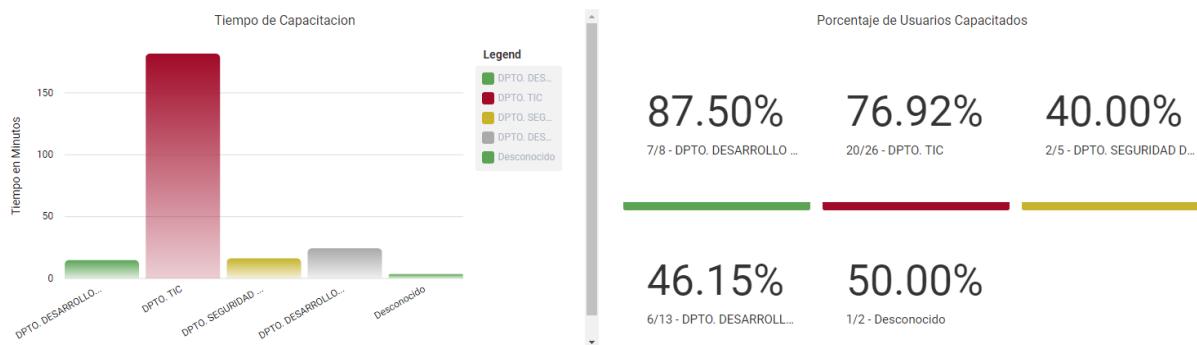 Tiempo de Capacitacion
Tiempo en Minutos
150
100
50
0
DPTO. DESARROLLO...
DPTO. TIC
DPTO. SEGURIDAD ...
DPTO. DESARROLLO...
Desconocido
Legend
DPTO. DES...
DPTO. TIC
DPTO. SEG...
DPTO. DES...
Desconocido
Porcentaje de Usuarios Capacitados
87.50%
7/8 - DPTO. DESARROLLO ...
76.92%
20/26 - DPTO. TIC
40.00%
2/5 - DPTO. SEGURIDAD D...
46.15%
6/13 - DPTO. DESARROLL...
50.00%
1/2 - Desconocido